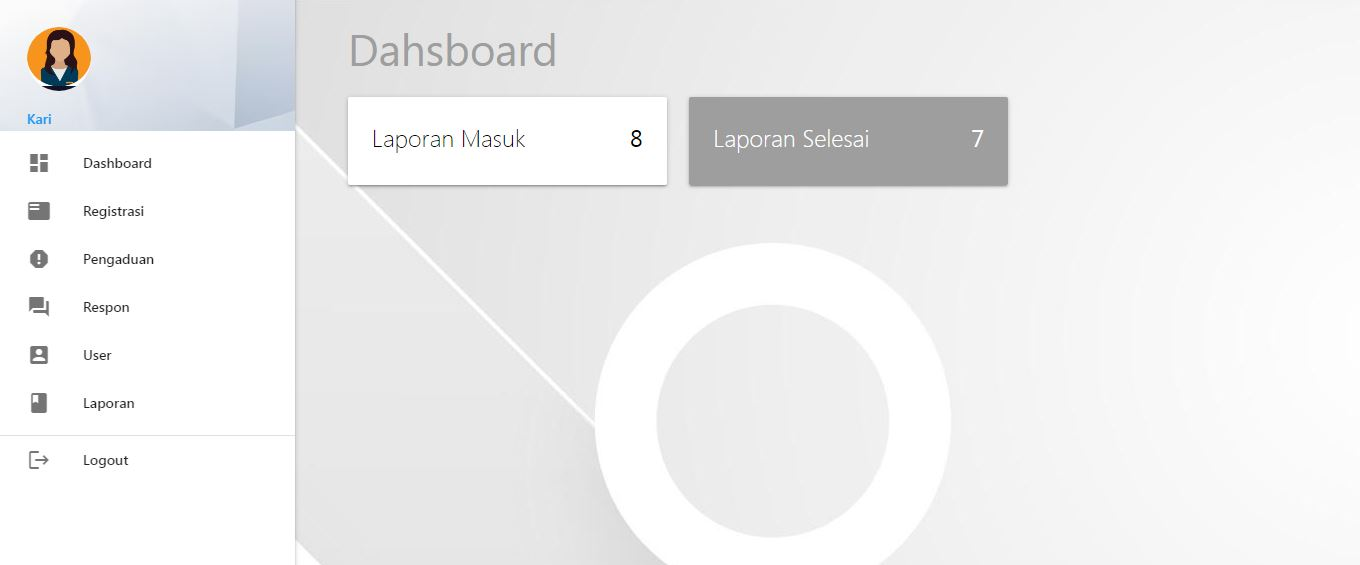 Kari
Dashboard
Registrasi
Pengaduan
Respon
User
Laporan
Logout
Dahsboard
Laporan Masuk 8
Laporan Selesai 7